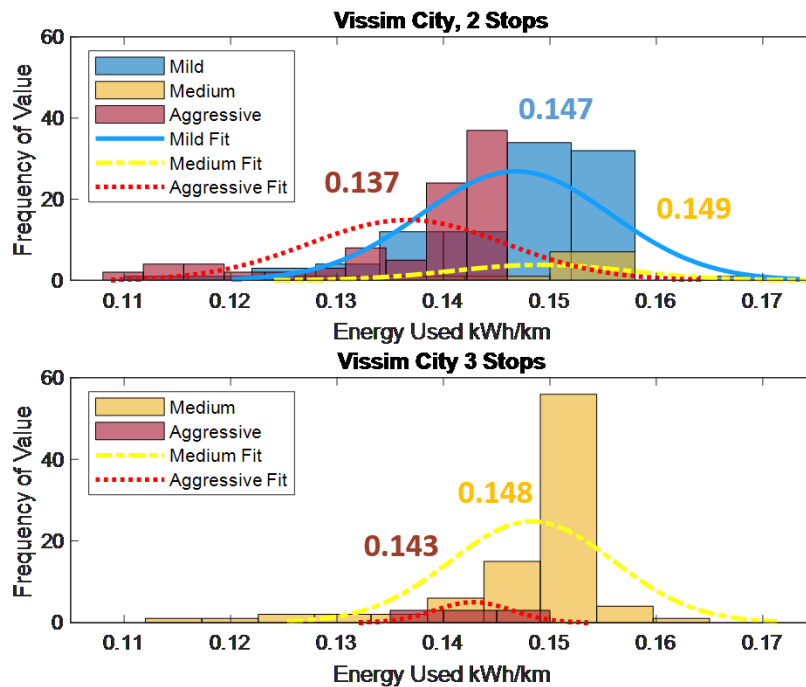 Vissim City, 2 Stops
Frequency of Value
60
40
20
0
Mild
Medium
Aggressive
Mild Fit
Medium Fit
Aggressive Fit
0.147
0.137
0.149
0.11 0.12 0.13 0.14 0.15 0.16 0.17
Energy Used kWh/km
Vissim City 3 Stops
Frequency of Value
60
40
20
0
Medium
Aggressive
Medium Fit
Aggressive Fit
0.148
0.143
0.11 0.12 0.13 0.14 0.15 0.16 0.17
Energy Used kWh/km